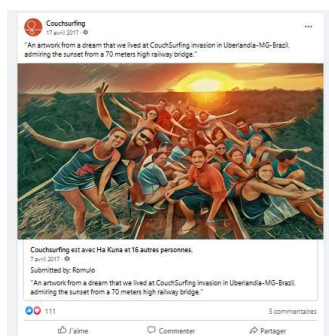 Couchsurfing
17 avril 2017 ·
"An artwork from a dream that we lived at CouchSurfing invasion in Uberlandia-MG-Brazil,
admiring the sunset from a 70 meters high railway bridge."
Couchsurfing est avec Ha Kuna et 16 autres personnes.
7 avril 2017 ·
Submitted by: Romulo
"An artwork from a dream that we lived at CouchSurfing invasion in Uberlandia-MG-Brazil,
admiring the sunset from a 70 meters high railway bridge."
111 3 commentaires
J'aime Commenter Partager